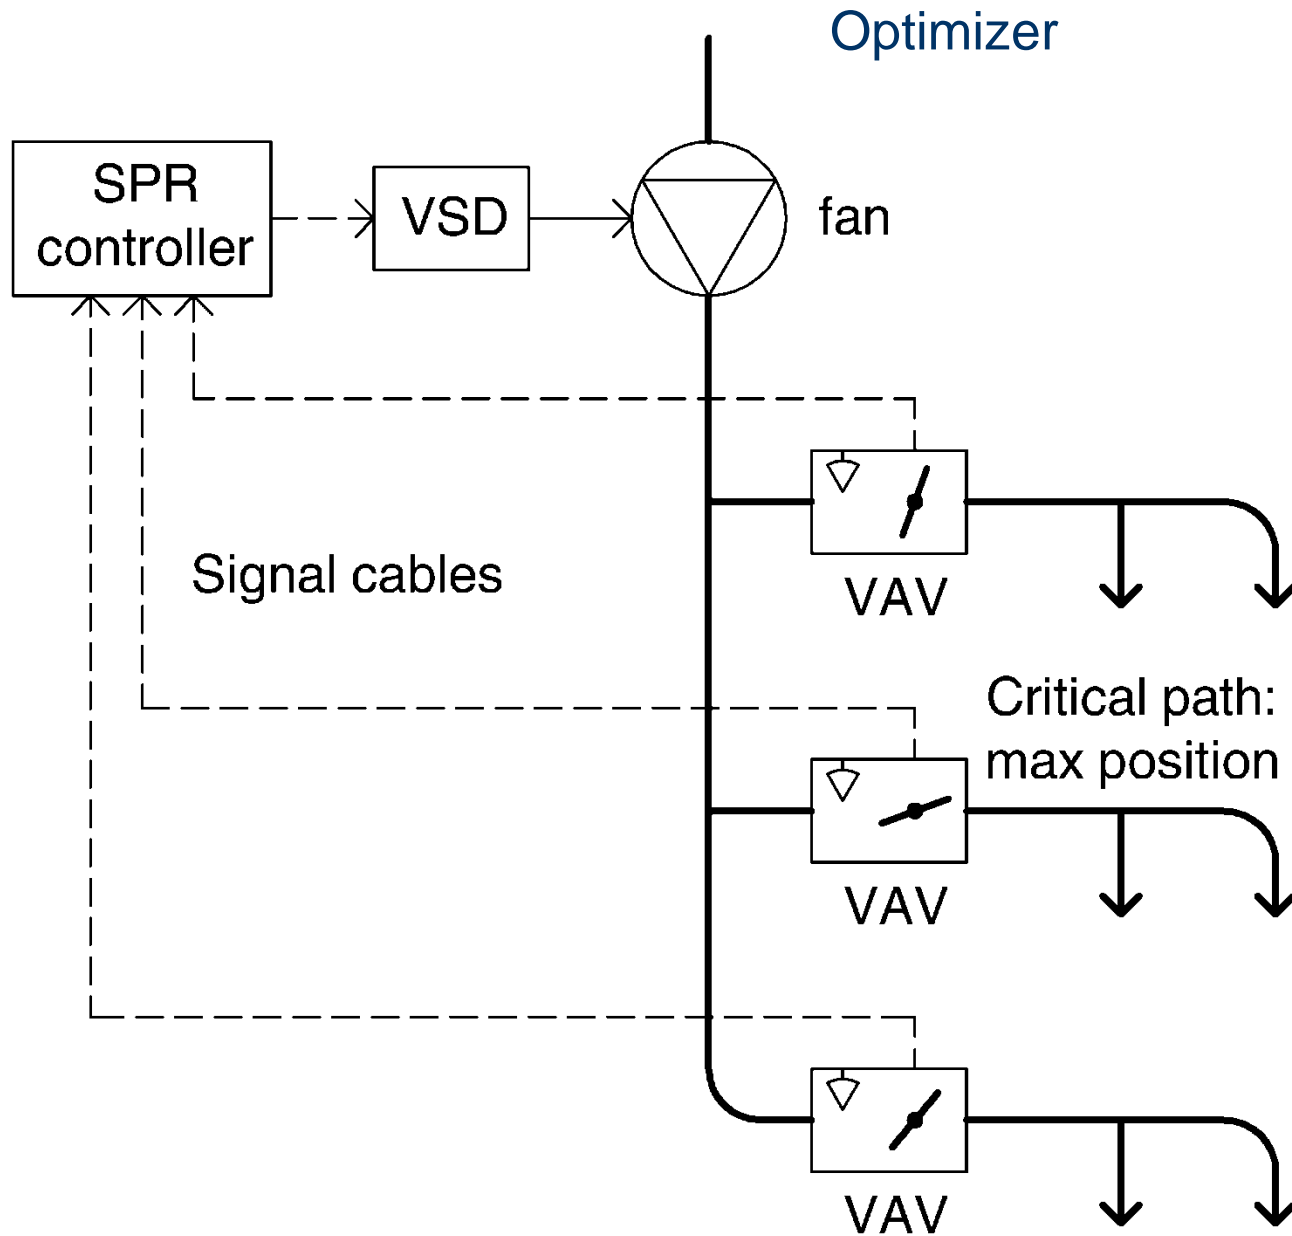 Optimizer
SPR
controller
VSD
fan
Signal cables
VAV
Critical path:
max position
VAV
VAV